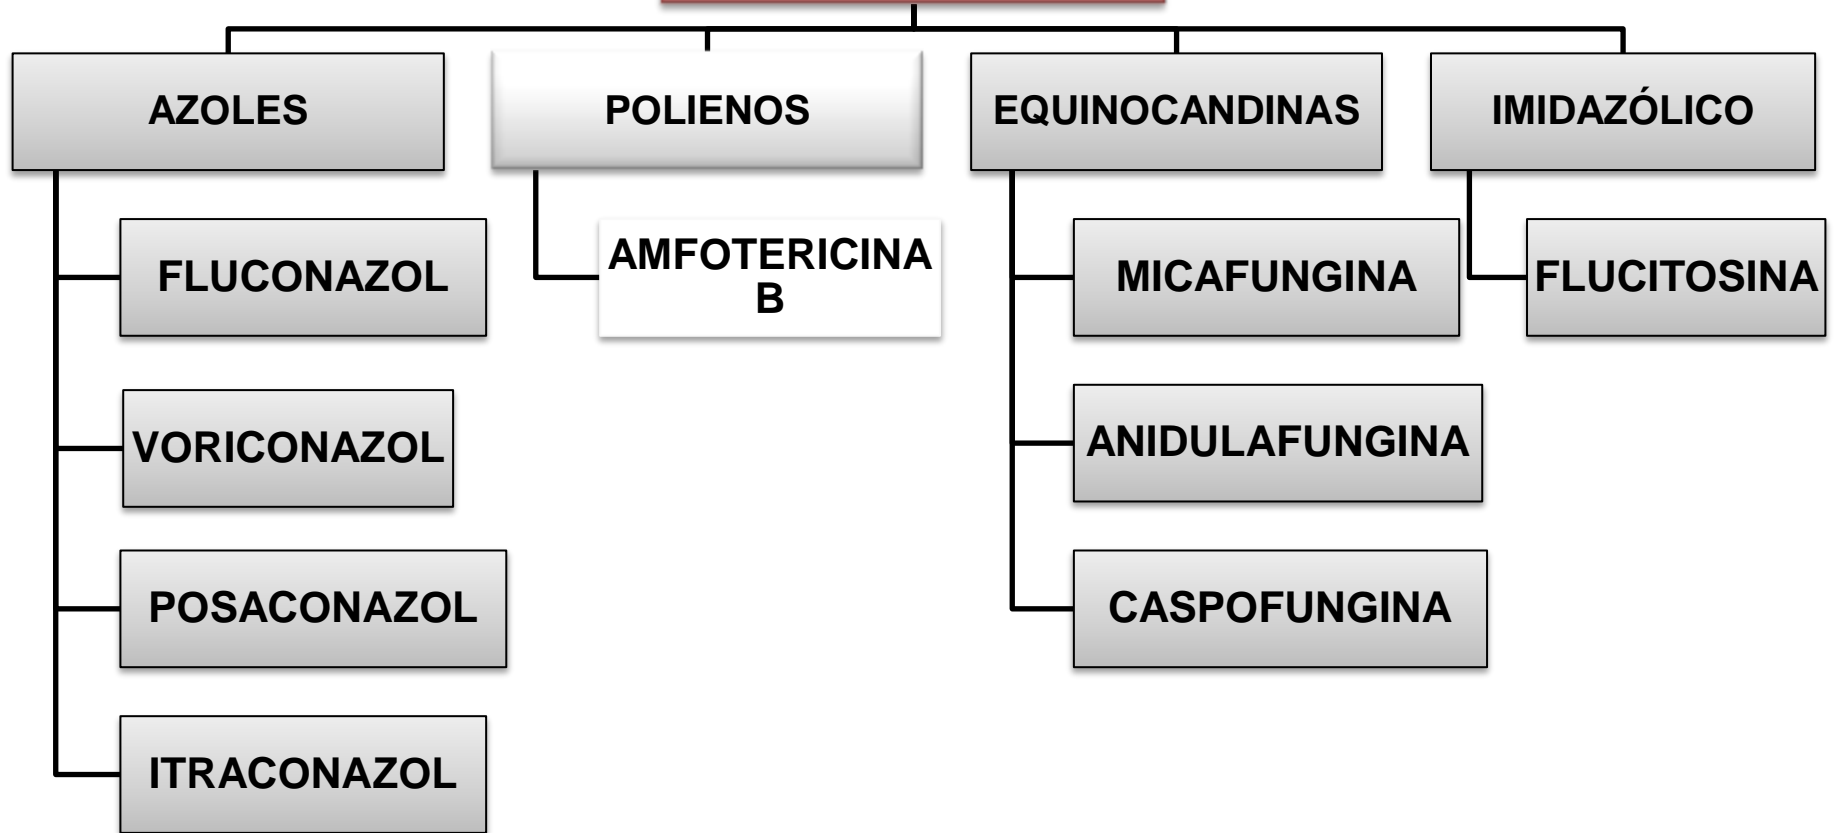 AZOLES
POLIENOS
EQUINOCANDINAS
IMIDAZÓLICO
FLUCONAZOL
AMFOTERICINA
B
MICAFUNGINA
FLUCITOSINA
VORICONAZOL
ANIDULAFUNGINA
POSACONAZOL
CASPOFUNGINA
ITRACONAZOL